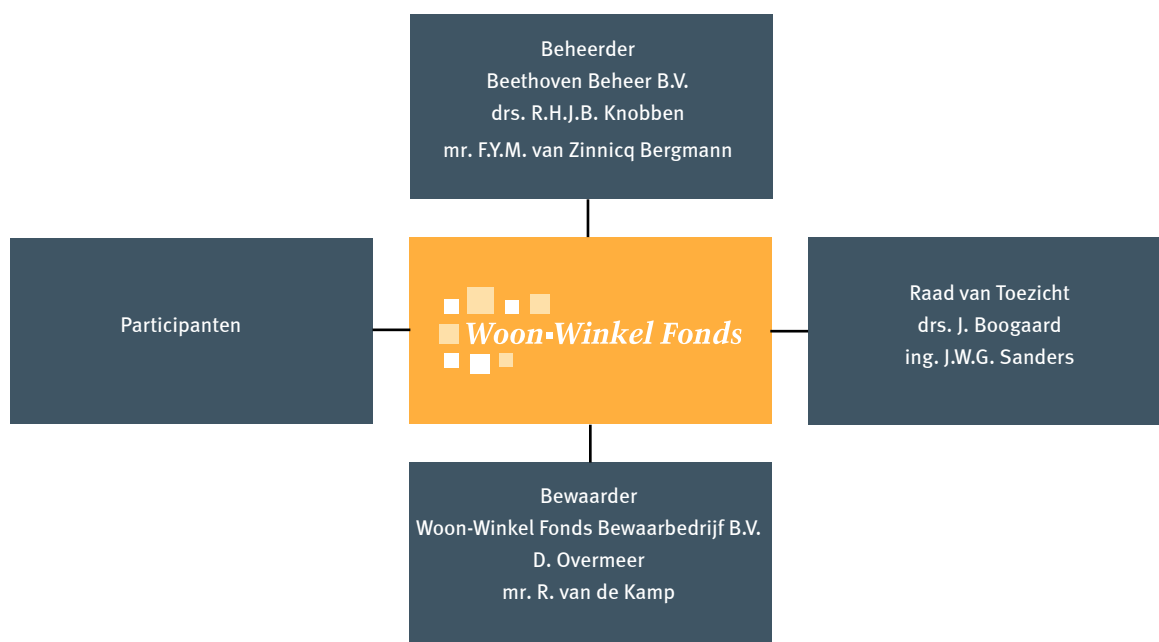 Beheerder
Beethoven Beheer B.V.
drs. R.H.J.B. Knobben
mr. F.Y.M. van Zinnicq Bergmann
Participanten
Woon-Winkel Fonds
Raad van Toezicht
drs. J. Boogaard
ing. J.W.G. Sanders
Bewaarder
Woon-Winkel Fonds Bewaarbedrijf B.V.
D. Overmeer
mr. R. van de Kamp